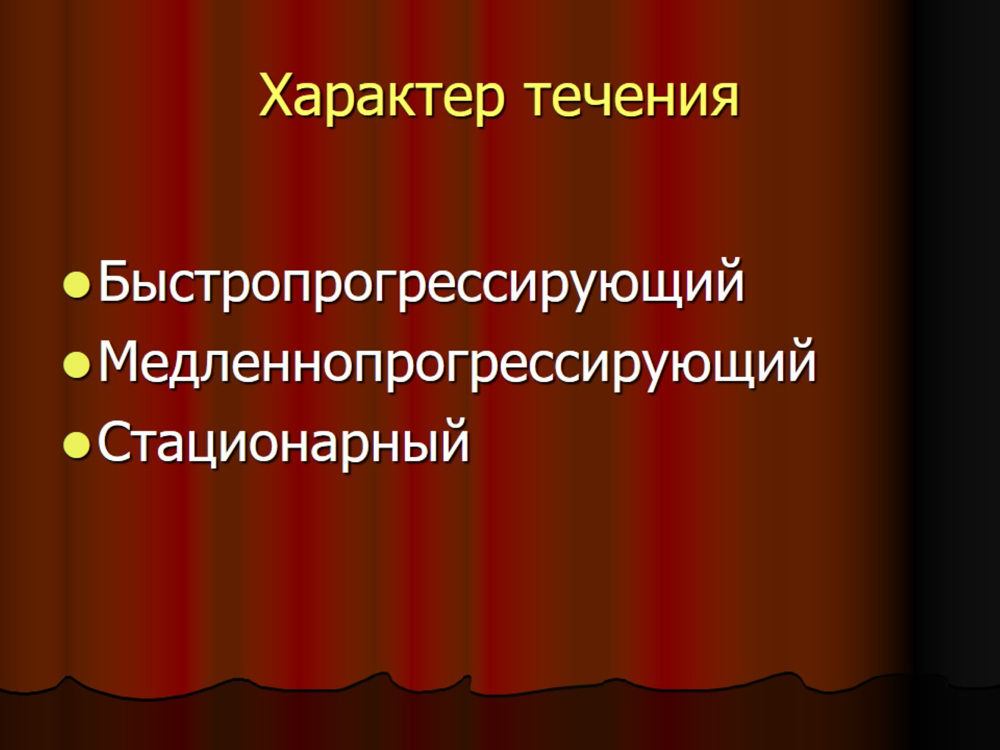 Характер течения
Быстропрогрессирующий
Медленнопрогрессирующий
Стационарный